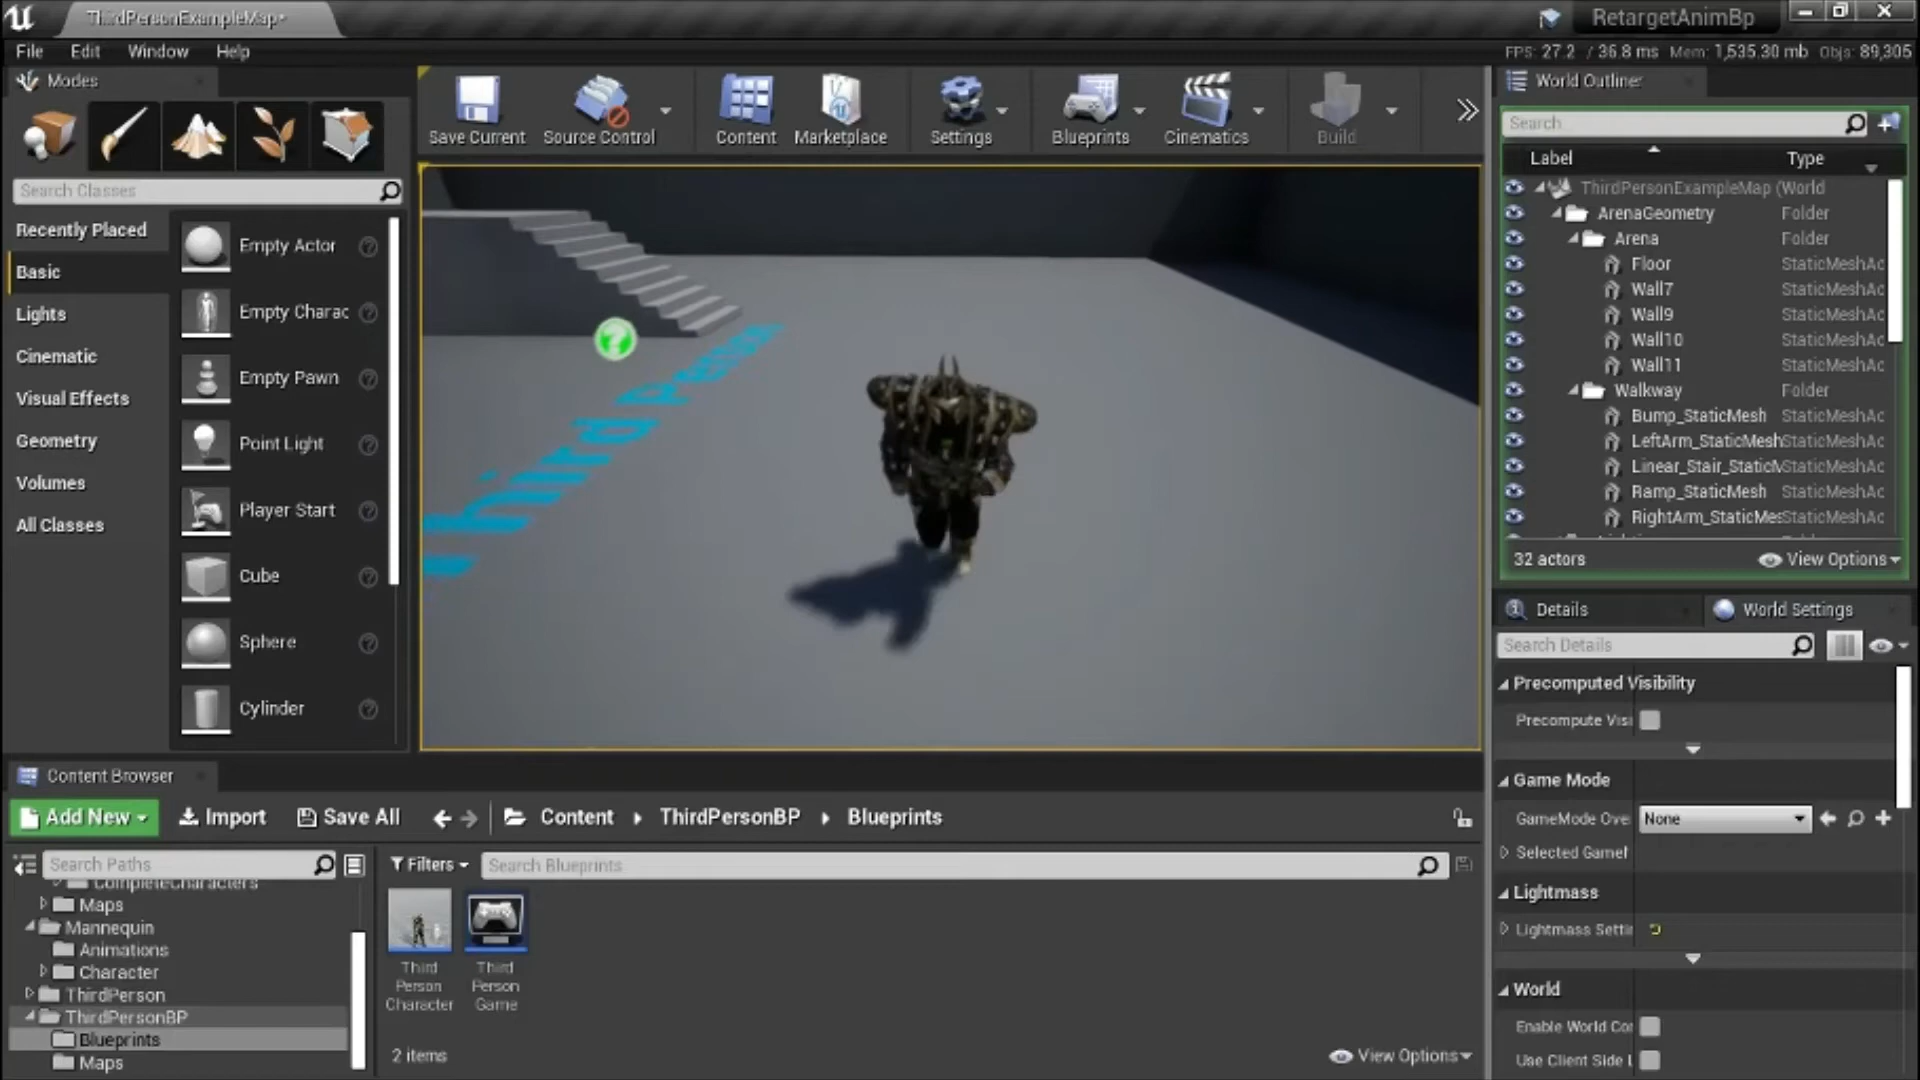 ThirdPersonExampleMap*
RetargetAnimBp
File Edit Window Help
FPS: 27.2 / 36.8 ms Mem: 1,535.30 mb Objs: 89,305
Modes
Search Classes
Recently Placed
Basic
Lights
Cinematic
Visual Effects
Geometry
Volumes
All Classes
Empty Actor
Empty Charac
Empty Pawn
Point Light
Player Start
Cube
Sphere
Cylinder
Save Current Source Control Content Marketplace Settings Blueprints Cinematics Build
Third Person
World Outliner
Search
Label Type
ThirdPersonExampleMap (World
ArenaGeometry Folder
Arena Folder
Floor StaticMeshAc
Wall7 StaticMeshAc
Wall9 StaticMeshAc
Wall10 StaticMeshAc
Wall11 StaticMeshAc
Walkway Folder
Bump_StaticMesh StaticMeshAc
LeftArm_StaticMesh StaticMeshAc
Linear_Stair_StaticM StaticMeshAc
Ramp_StaticMesh StaticMeshAc
RightArm_StaticMes StaticMeshAc
32 actors View Options
Details World Settings
Search Details
Precomputed Visibility
Precompute Visi
Game Mode
GameMode Ove None
Selected GameM
Lightmass
Lightmass Settin
World
Enable World Cor
Use Client Side L
Content Browser
Add New Import Save All Content ThirdPersonBP Blueprints
Search Paths
CompleteCharacters
Maps
Mannequin
Animations
Character
ThirdPerson
ThirdPersonBP
Blueprints
Maps
Filters Search Blueprints
Third
Person
Character
Third
Person
Game
2 items View Options